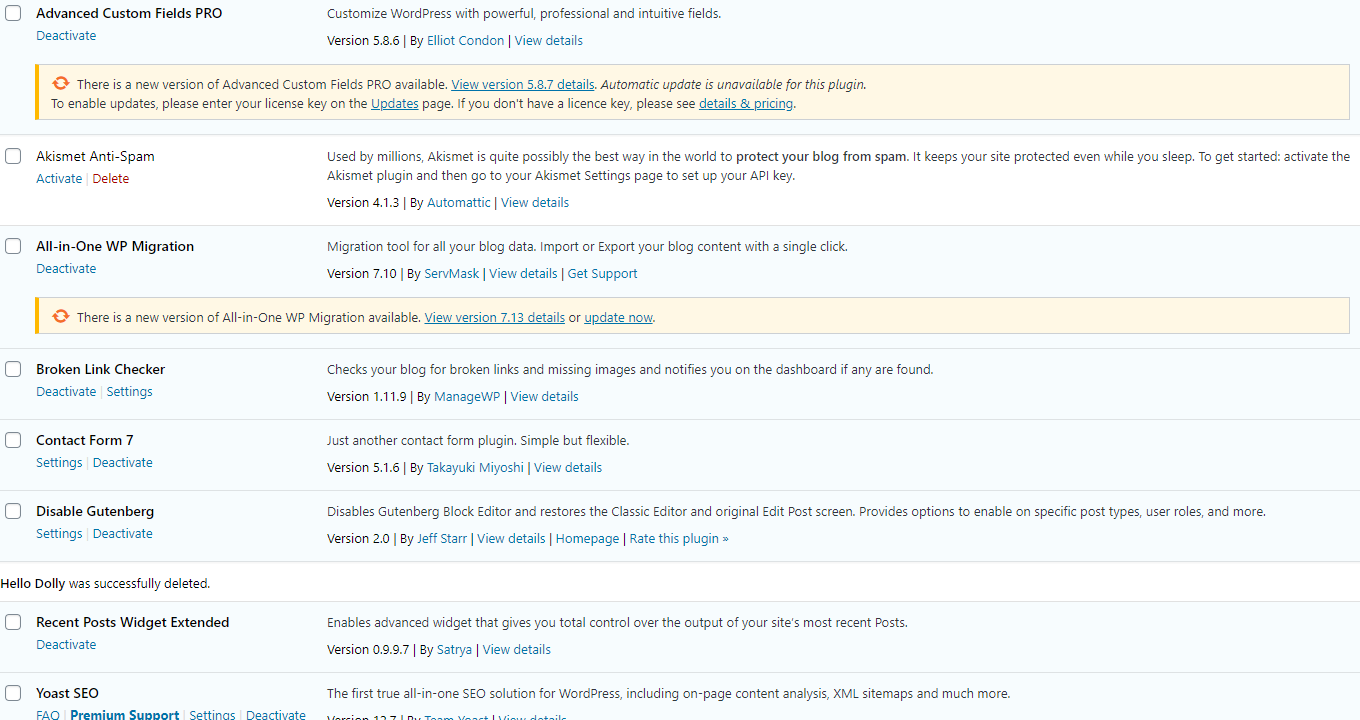 Advanced Custom Fields PRO
Customize WordPress with powerful, professional and intuitive fields.
Deactivate
Version 5.8.6 | By Elliot Condon | View details
There is a new version of Advanced Custom Fields PRO available. View version 5.8.7 details. Automatic update is unavailable for this plugin.
To enable updates, please enter your license key on the Updates page. If you don't have a licence key, please see details & pricing.
Akismet Anti-Spam
Used by millions, Akismet is quite possibly the best way in the world to protect your blog from spam. It keeps your site protected even while you sleep. To get started: activate the
Activate | Delete
Akismet plugin and then go to your Akismet Settings page to set up your API key.
Version 4.1.3 | By Automattic | View details
All-in-One WP Migration
Migration tool for all your blog data. Import or Export your blog content with a single click.
Deactivate
Version 7.10 | By ServMask | View details | Get Support
There is a new version of All-in-One WP Migration available. View version 7.13 details or update now.
Broken Link Checker
Checks your blog for broken links and missing images and notifies you on the dashboard if any are found.
Deactivate | Settings
Version 1.11.9 | By ManageWP | View details
Contact Form 7
Just another contact form plugin. Simple but flexible.
Settings | Deactivate
Version 5.1.6 | By Takayuki Miyoshi | View details
Disable Gutenberg
Disables Gutenberg Block Editor and restores the Classic Editor and original Edit Post screen. Provides options to enable on specific post types, user roles, and more.
Settings | Deactivate
Version 2.0 | By Jeff Starr | View details | Homepage | Rate this plugin »
Hello Dolly was successfully deleted.
Recent Posts Widget Extended
Enables advanced widget that gives you total control over the output of your site's most recent Posts.
Deactivate
Version 0.9.9.7 | By Satrya | View details
Yoast SEO
The first true all-in-one SEO solution for WordPress, including on-page content analysis, XML sitemaps and much more.
FAQ | Premium Support | Settings | Deactivate
Version 12.7 | By Team Yoast | View details